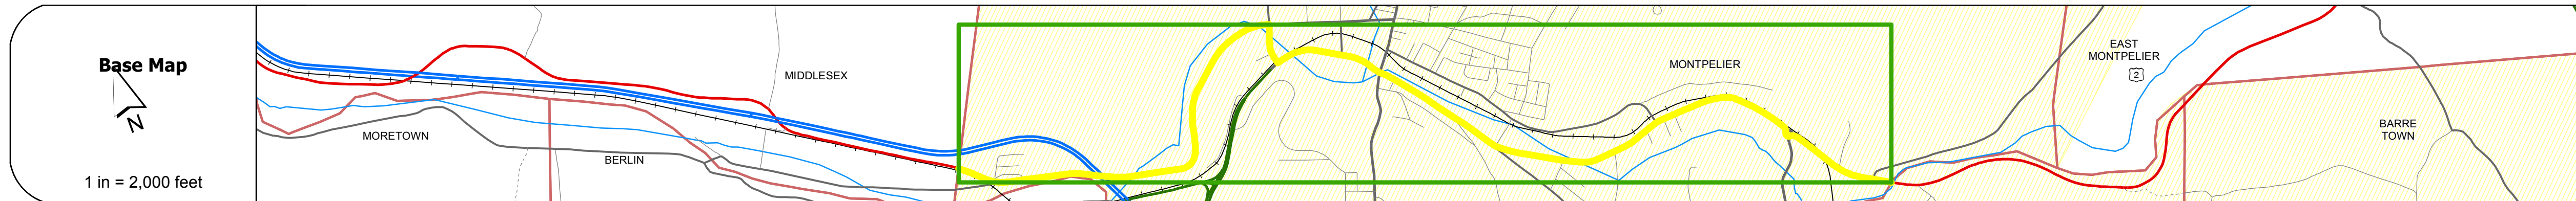 Base Map
N
1 in = 2,000 feet
MORETOWN
BERLIN
MIDDLESEX
MONTPELIER
EAST
MONTPELIER
2
BARRE
TOWN